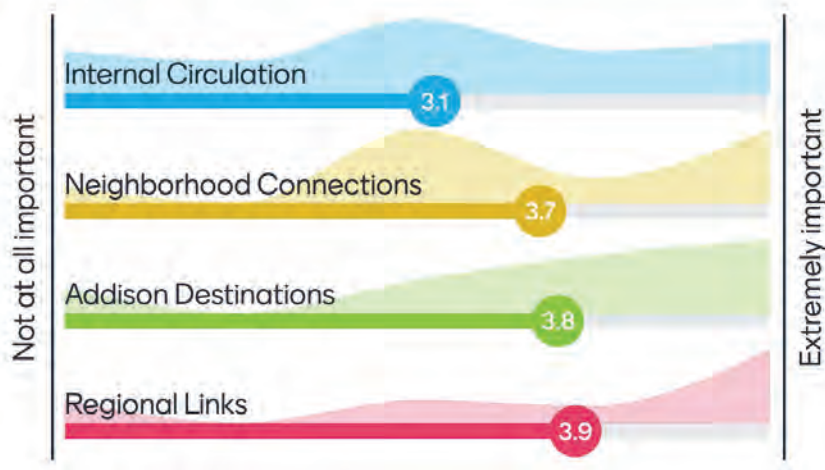 Not at all important
Internal Circulation
3.1
Neighborhood Connections
3.7
Addison Destinations
3.8
Regional Links
3.9
Extremely important